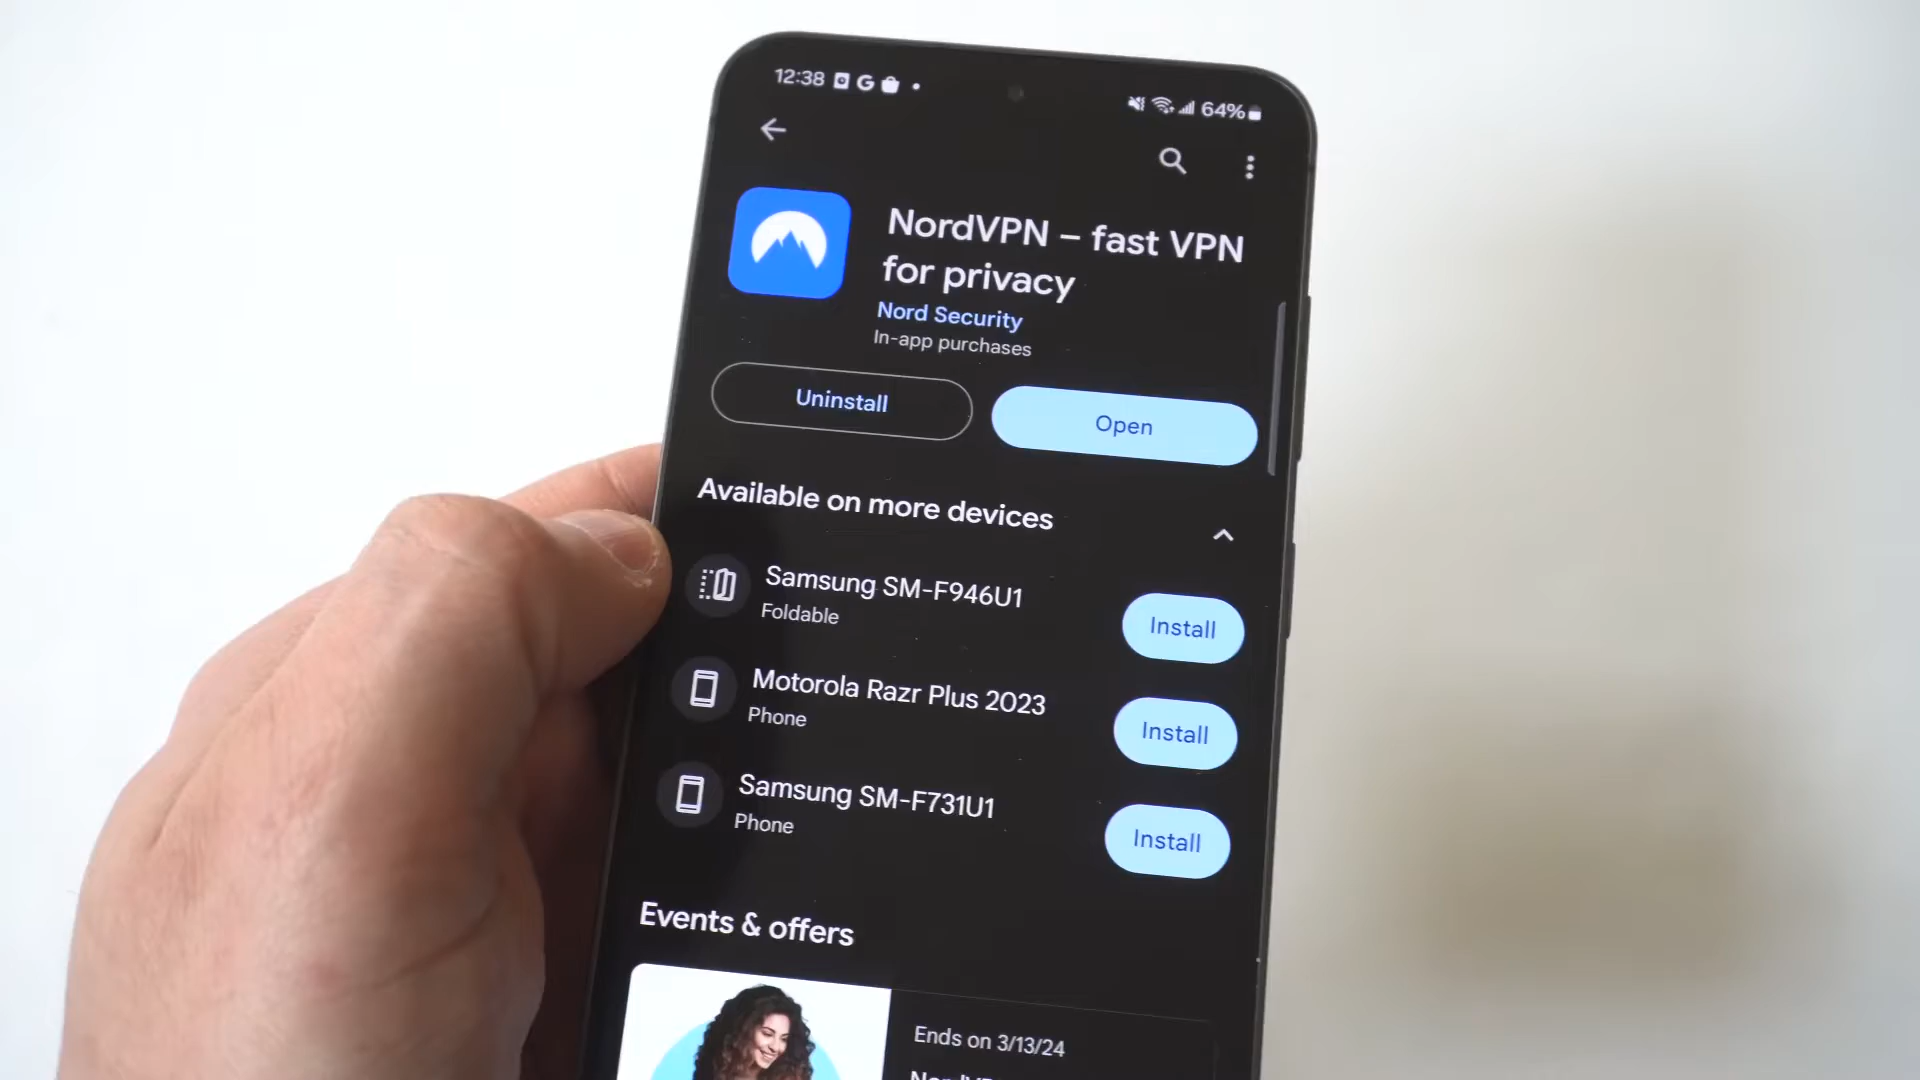 12:38
64%
NordVPN – fast VPN
for privacy
Nord Security
In-app purchases
Uninstall
Open
Available on more devices
Samsung SM-F946U1
Foldable
Install
Motorola Razr Plus 2023
Phone
Install
Samsung SM-F731U1
Phone
Install
Events & offers
Ends on 3/13/24